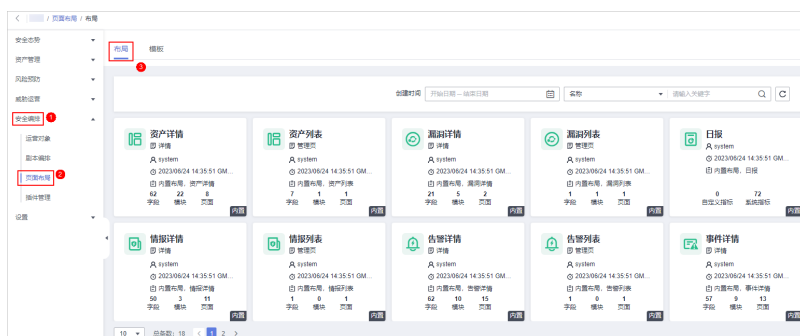 / 页面布局 / 布局
安全态势
资产管理
风险预防
威胁运营
安全编排 1
运营对象
剧本编排
页面布局 2
插件管理
设置
布局 模板
3
创建时间 开始日期 – 结束日期 名称 请输入关键字
资产详情
详情
system
2023/06/24 14:35:51 GM...
内置布局，资产详情
62 22 8
字段 模块 页面
内置
资产列表
管理页
system
2023/06/24 14:35:51 GM...
内置布局，资产列表
7 1 1
字段 模块 页面
内置
漏洞详情
详情
system
2023/06/24 14:35:51 GM...
内置布局，漏洞详情
21 5 2
字段 模块 页面
内置
漏洞列表
管理页
system
2023/06/24 14:35:51 GM...
内置布局，漏洞列表
1 1 1
字段 模块 页面
内置
日报
system
2023/06/24 14:35:51 GM...
内置布局，日报
0 72
自定义指标 系统指标
内置
情报详情
详情
system
2023/06/24 14:35:51 GM...
内置布局，情报详情
50 3 11
字段 模块 页面
内置
情报列表
管理页
system
2023/06/24 14:35:51 GM...
内置布局，情报列表
1 0 1
字段 模块 页面
内置
告警详情
详情
system
2023/06/24 14:35:51 GM...
内置布局，告警详情
62 10 15
字段 模块 页面
内置
告警列表
管理页
system
2023/06/24 14:35:51 GM...
内置布局，告警列表
1 0 1
字段 模块 页面
内置
事件详情
详情
system
2023/06/24 14:35:51 GM...
内置布局，事件详情
57 9 13
字段 模块 页面
内置
10 总条数：18 < 1 2 >